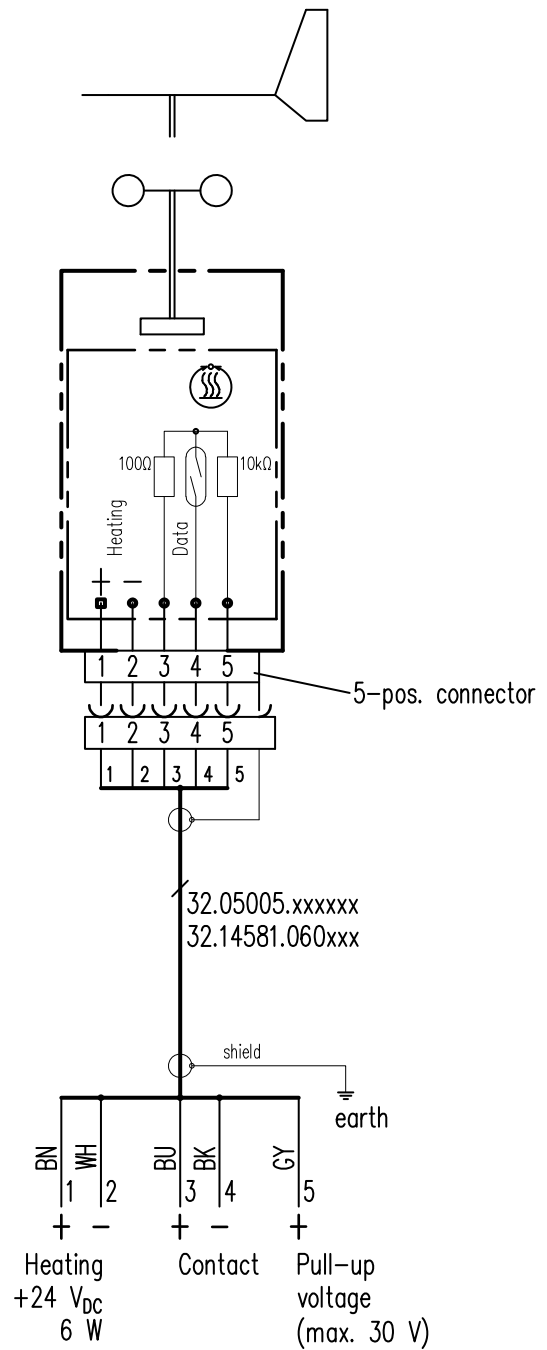 100Ω
10kΩ
Heating
Data
+ −
1 2 3 4 5
5-pos. connector
1 2 3 4 5
1 2 3 4 5
32.05005.xxxxxx
32.14581.060xxx
shield
earth
BN WH BU BK GY
1 2 3 4 5
+ − + − +
Heating
+24 VDC
6 W
Contact
Pull-up
voltage
(max. 30 V)